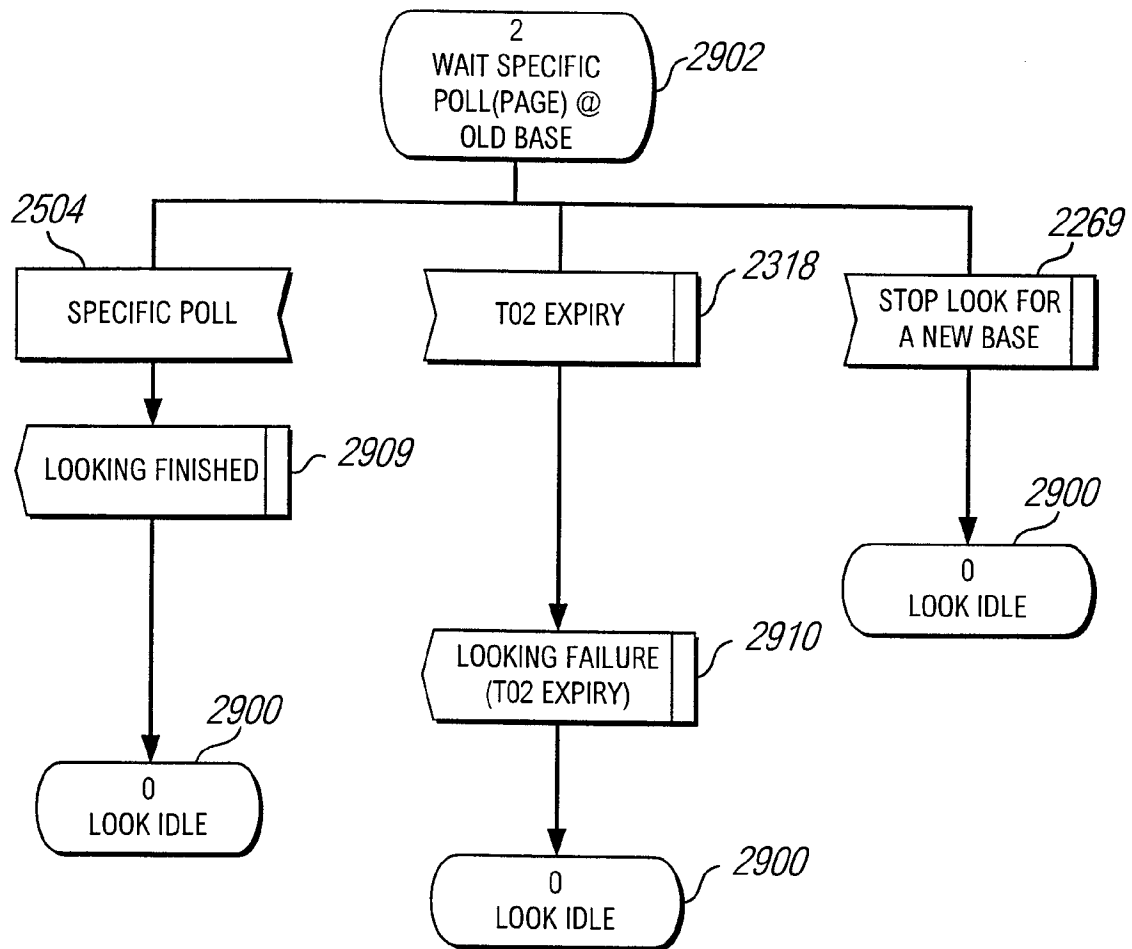 2
WAIT SPECIFIC
POLL(PAGE) @
OLD BASE
2902
2504
SPECIFIC POLL
2318
T02 EXPIRY
2269
STOP LOOK FOR
A NEW BASE
LOOKING FINISHED
2909
2900
0
LOOK IDLE
LOOKING FAILURE
(T02 EXPIRY)
2910
2900
0
LOOK IDLE
0
LOOK IDLE
2900